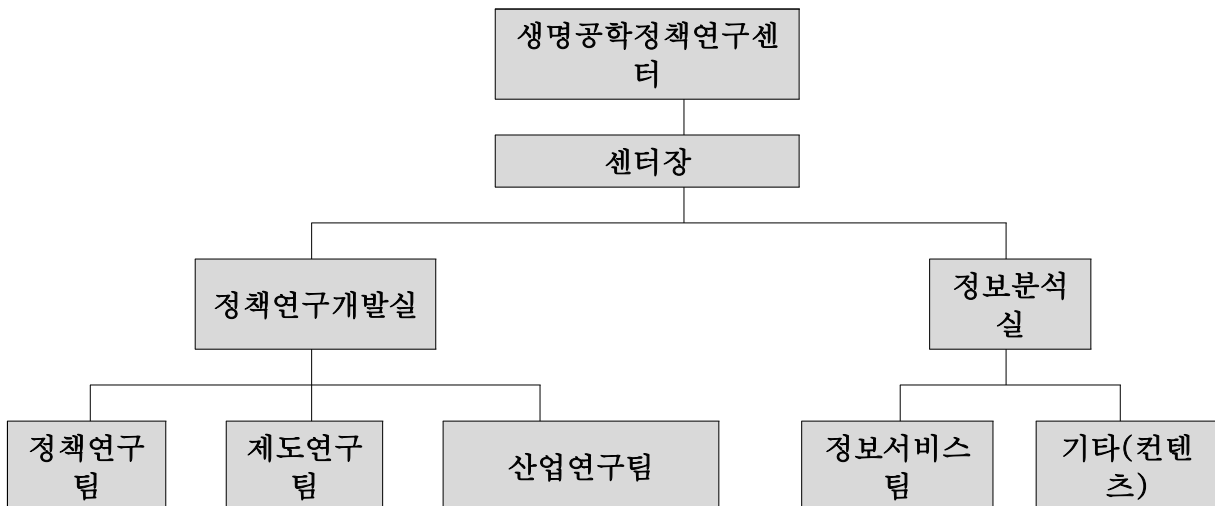 생명공학정책연구센
터
센터장
정책연구개발실
정보분석
실
정책연구
팀
제도연구
팀
산업연구팀
정보서비스
팀
기타(컨텐
츠)